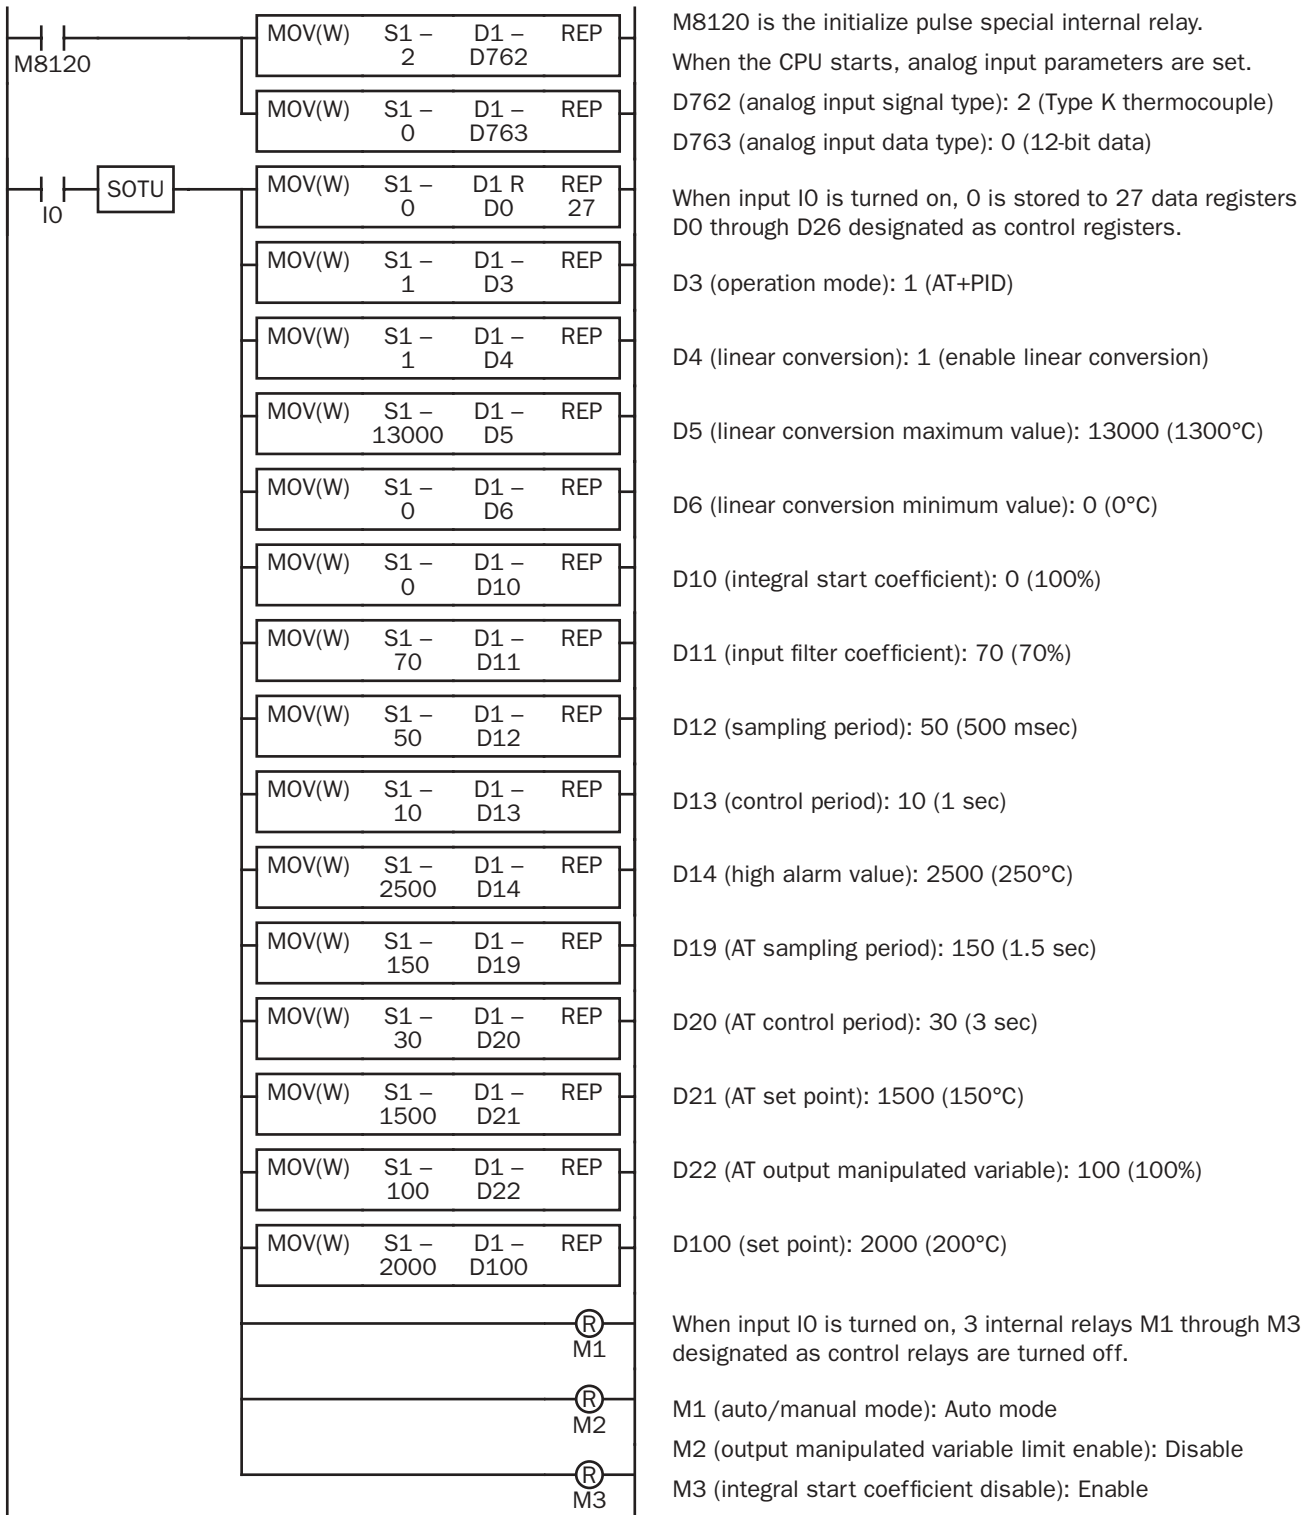 MOV(W) S1 – D1 – REP
2 D762
M8120
M8120 is the initialize pulse special internal relay.
When the CPU starts, analog input parameters are set.
MOV(W) S1 – D1 – REP
0 D763
D762 (analog input signal type): 2 (Type K thermocouple)
D763 (analog input data type): 0 (12-bit data)
I0
SOTU
MOV(W) S1 – D1 R REP
0 D0 27
When input I0 is turned on, 0 is stored to 27 data registers
D0 through D26 designated as control registers.
MOV(W) S1 – D1 – REP
1 D3
D3 (operation mode): 1 (AT+PID)
MOV(W) S1 – D1 – REP
1 D4
D4 (linear conversion): 1 (enable linear conversion)
MOV(W) S1 – D1 – REP
13000 D5
D5 (linear conversion maximum value): 13000 (1300°C)
MOV(W) S1 – D1 – REP
0 D6
D6 (linear conversion minimum value): 0 (0°C)
MOV(W) S1 – D1 – REP
0 D10
D10 (integral start coefficient): 0 (100%)
MOV(W) S1 – D1 – REP
70 D11
D11 (input filter coefficient): 70 (70%)
MOV(W) S1 – D1 – REP
50 D12
D12 (sampling period): 50 (500 msec)
MOV(W) S1 – D1 – REP
10 D13
D13 (control period): 10 (1 sec)
MOV(W) S1 – D1 – REP
2500 D14
D14 (high alarm value): 2500 (250°C)
MOV(W) S1 – D1 – REP
150 D19
D19 (AT sampling period): 150 (1.5 sec)
MOV(W) S1 – D1 – REP
30 D20
D20 (AT control period): 30 (3 sec)
MOV(W) S1 – D1 – REP
1500 D21
D21 (AT set point): 1500 (150°C)
MOV(W) S1 – D1 – REP
100 D22
D22 (AT output manipulated variable): 100 (100%)
MOV(W) S1 – D1 – REP
2000 D100
D100 (set point): 2000 (200°C)
R
M1
When input I0 is turned on, 3 internal relays M1 through M3
designated as control relays are turned off.
R
M2
M1 (auto/manual mode): Auto mode
M2 (output manipulated variable limit enable): Disable
R
M3
M3 (integral start coefficient disable): Enable